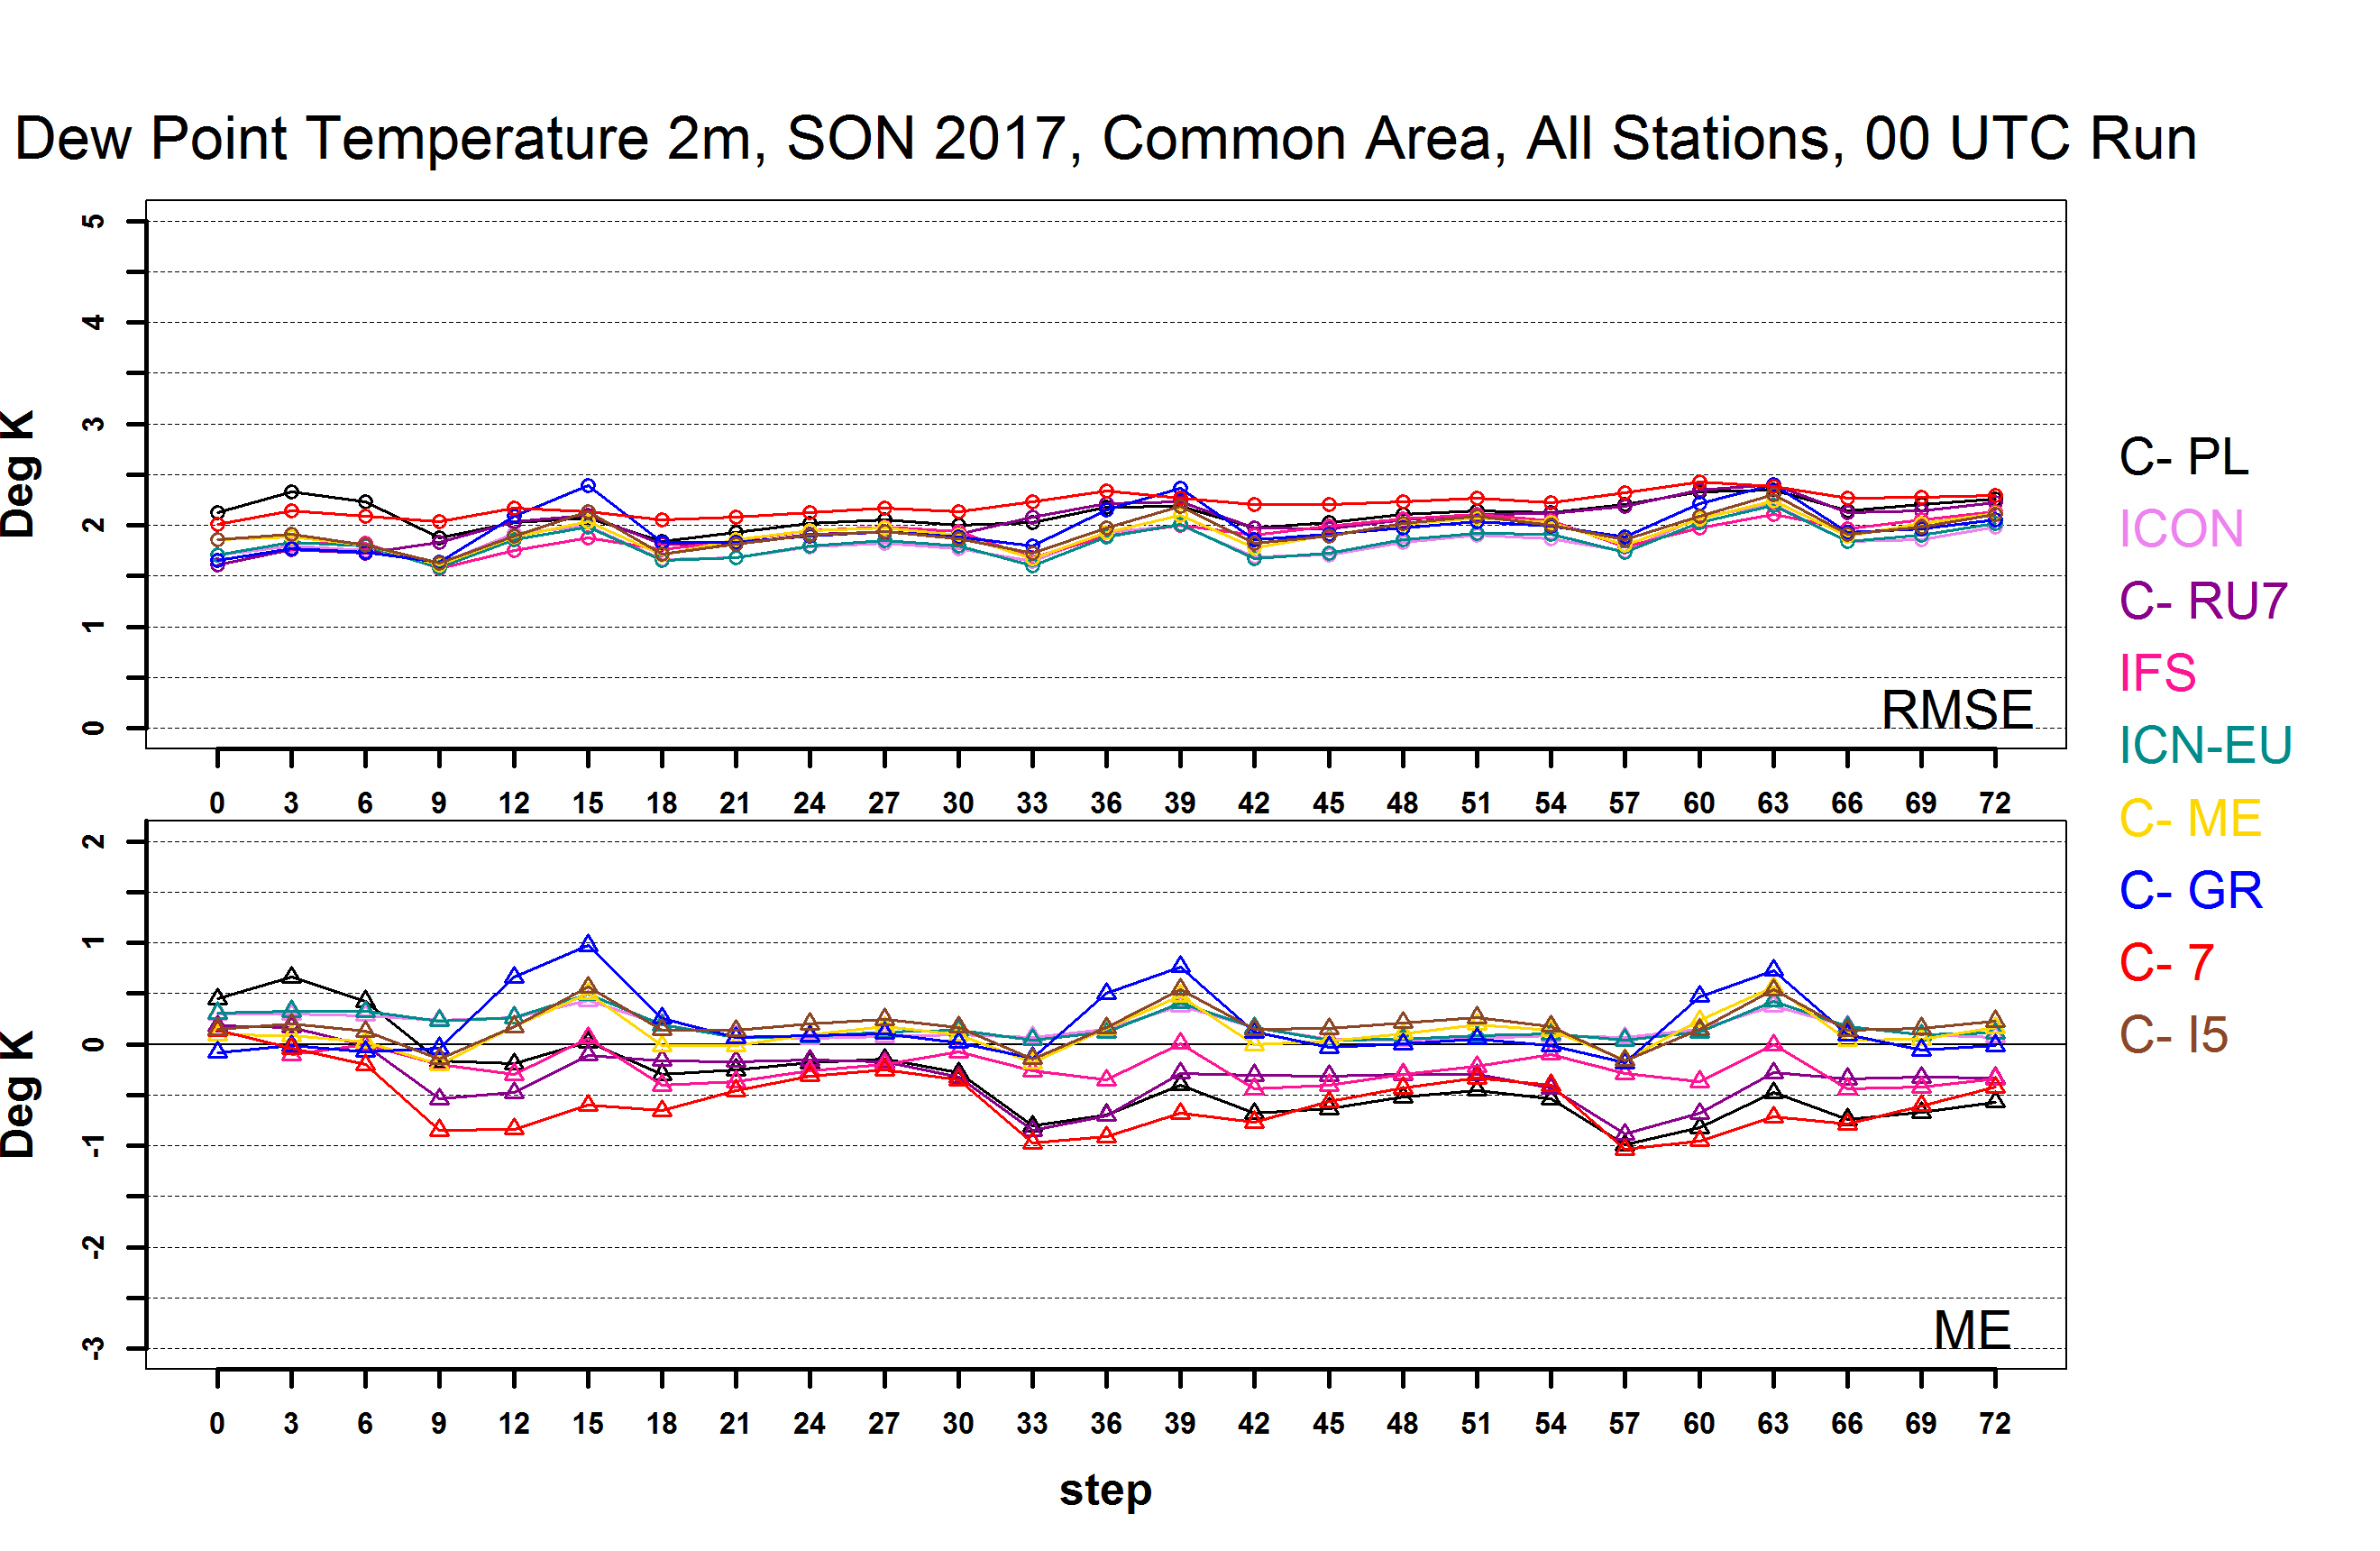 Dew Point Temperature 2m, SON 2017, Common Area, All Stations, 00 UTC Run
5
4
3
2
1
0
Deg K
RMSE
0 3 6 9 12 15 18 21 24 27 30 33 36 39 42 45 48 51 54 57 60 63 66 69 72
2
1
0
-1
-2
-3
Deg K
ME
0 3 6 9 12 15 18 21 24 27 30 33 36 39 42 45 48 51 54 57 60 63 66 69 72
step
C- PL
ICON
C- RU7
IFS
ICN-EU
C- ME
C- GR
C- 7
C- I5